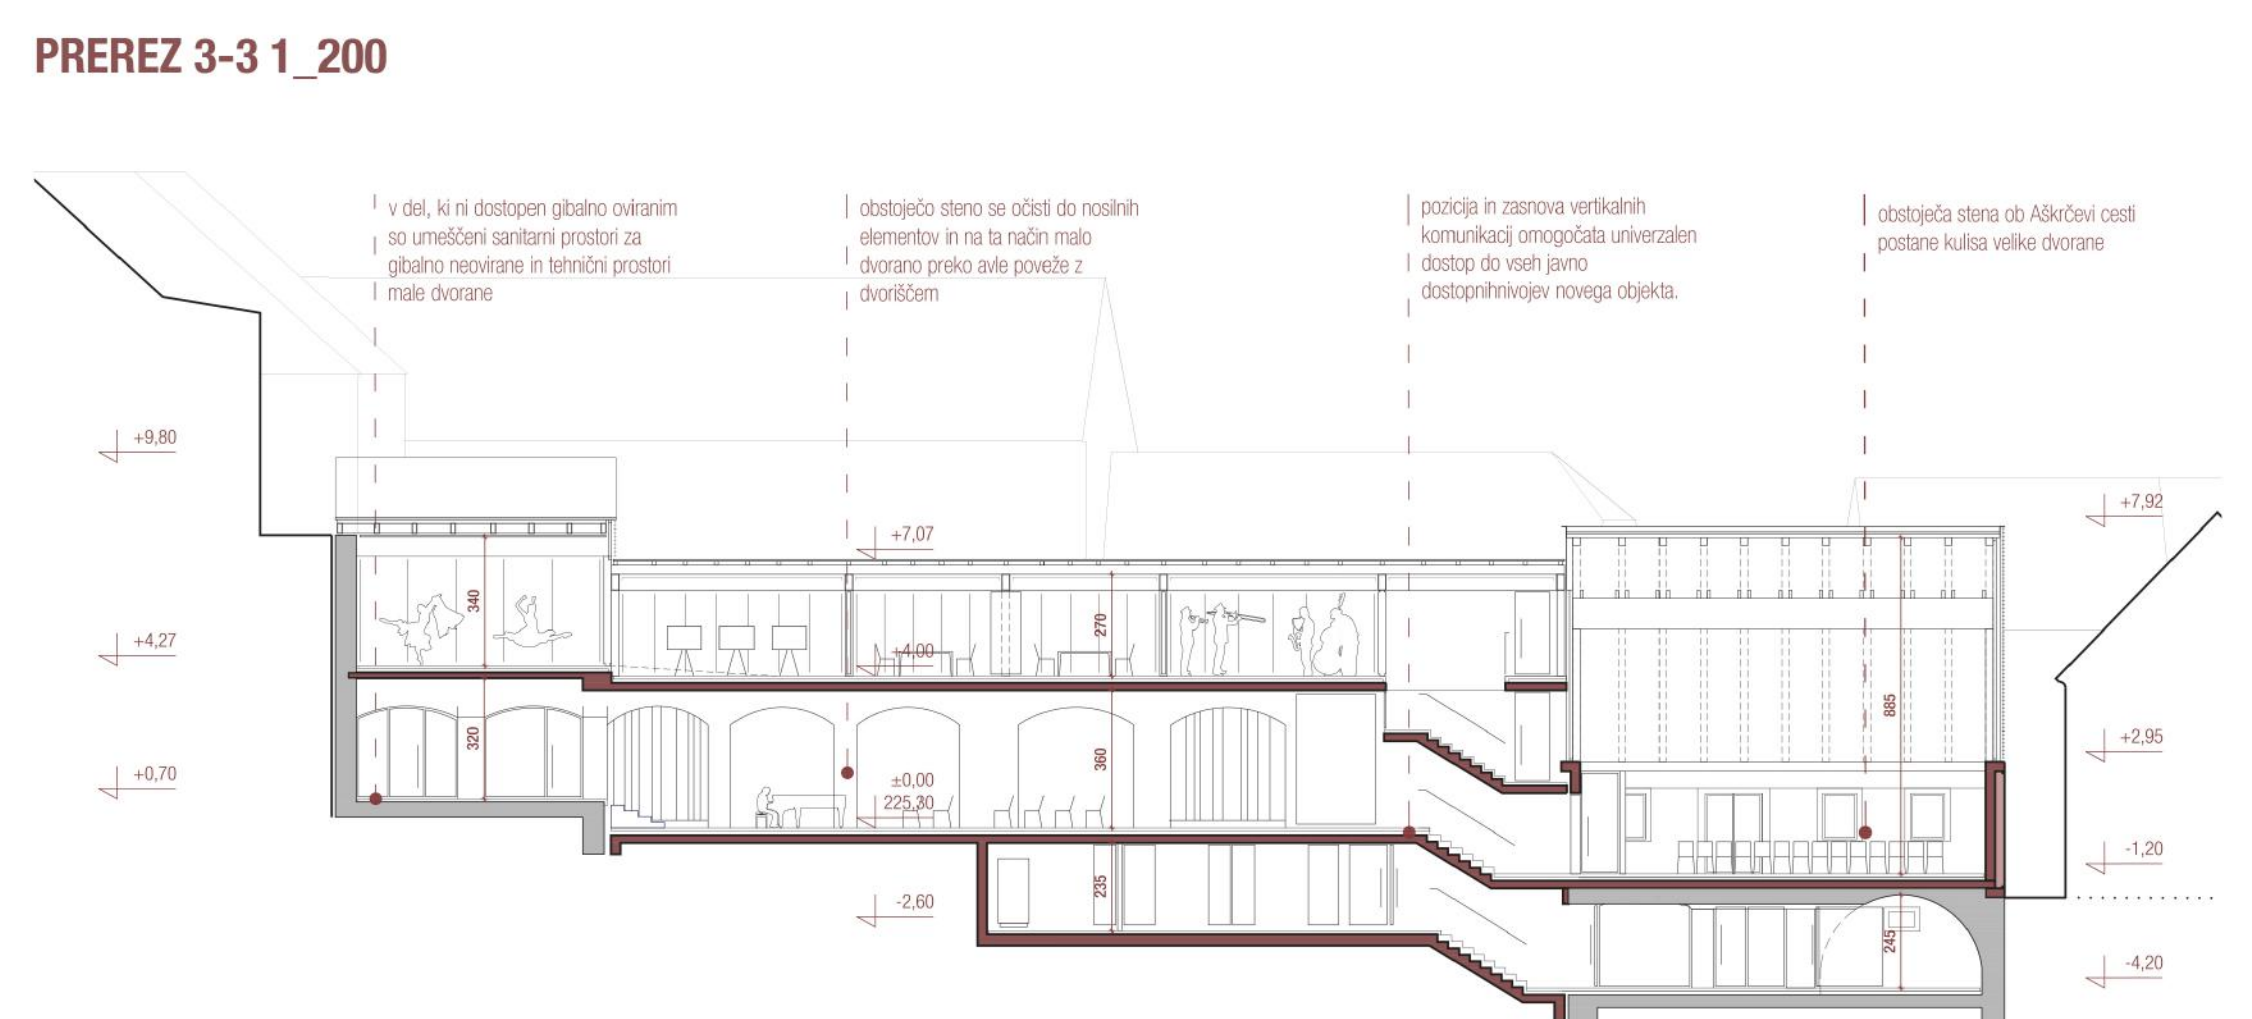 PREREZ 3-3 1_200
v del, ki ni dostopen gibalno oviranim
so umeščeni sanitarni prostori za
gibalno neovirane in tehnični prostori
male dvorane
obstoječo steno se očisti do nosilnih
elementov in na ta način malo
dvorano preko avle poveže z
dvoriščem
pozicija in zasnova vertikalnih
komunikacij omogočata univerzalen
dostop do vseh javno
dostopnihnivojev novega objekta.
obstoječa stena ob Aškrčevi cesti
postane kulisa velike dvorane
+9,80
+4,27
+0,70
+7,07
+4,00
±0,00
225,30
-2,60
340
320
270
360
235
885
245
+7,92
+2,95
-1,20
-4,20